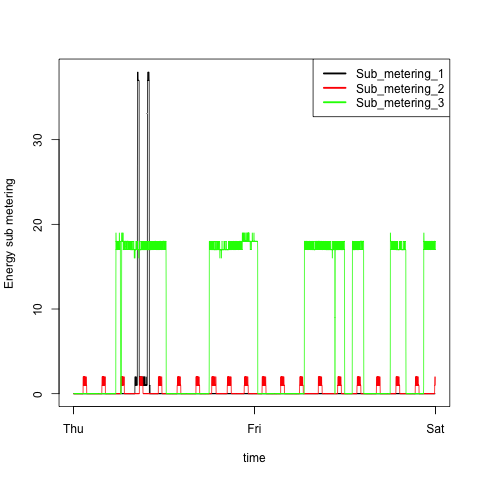 Sub_metering_1
Sub_metering_2
Sub_metering_3
Energy sub metering
30
20
10
0
Thu
Fri
Sat
time